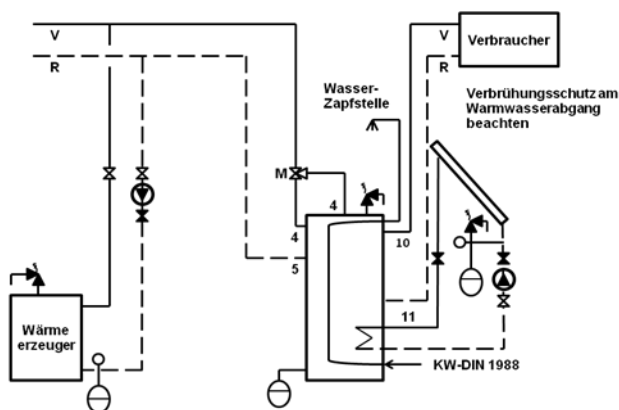 V
R
V
R
Verbraucher
Wasser-
Zapfstelle
Verbrühungsschutz am
Warmwasserabgang
beachten
M
4
4
5
10
11
Wärme
erzeuger
KW-DIN 1988